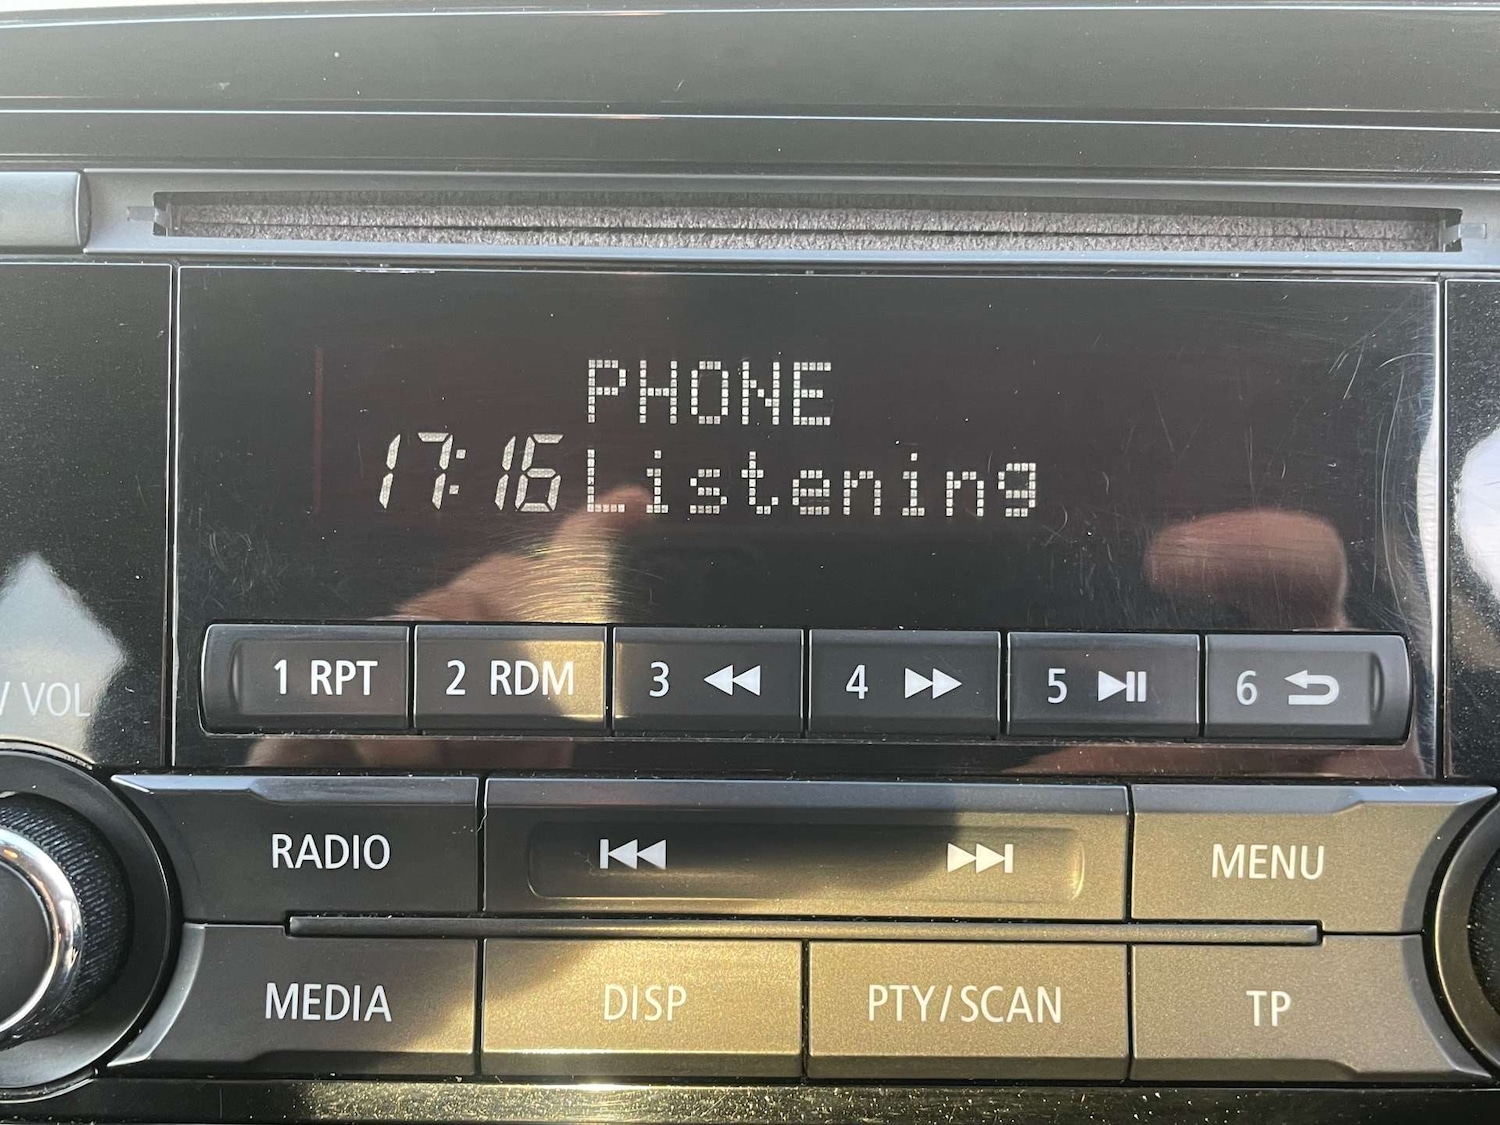 PHONE
17:16 Listening
1 RPT 2 RDM 3 4 5 6
VOL
RADIO MENU
MEDIA DISP PTY/SCAN TP